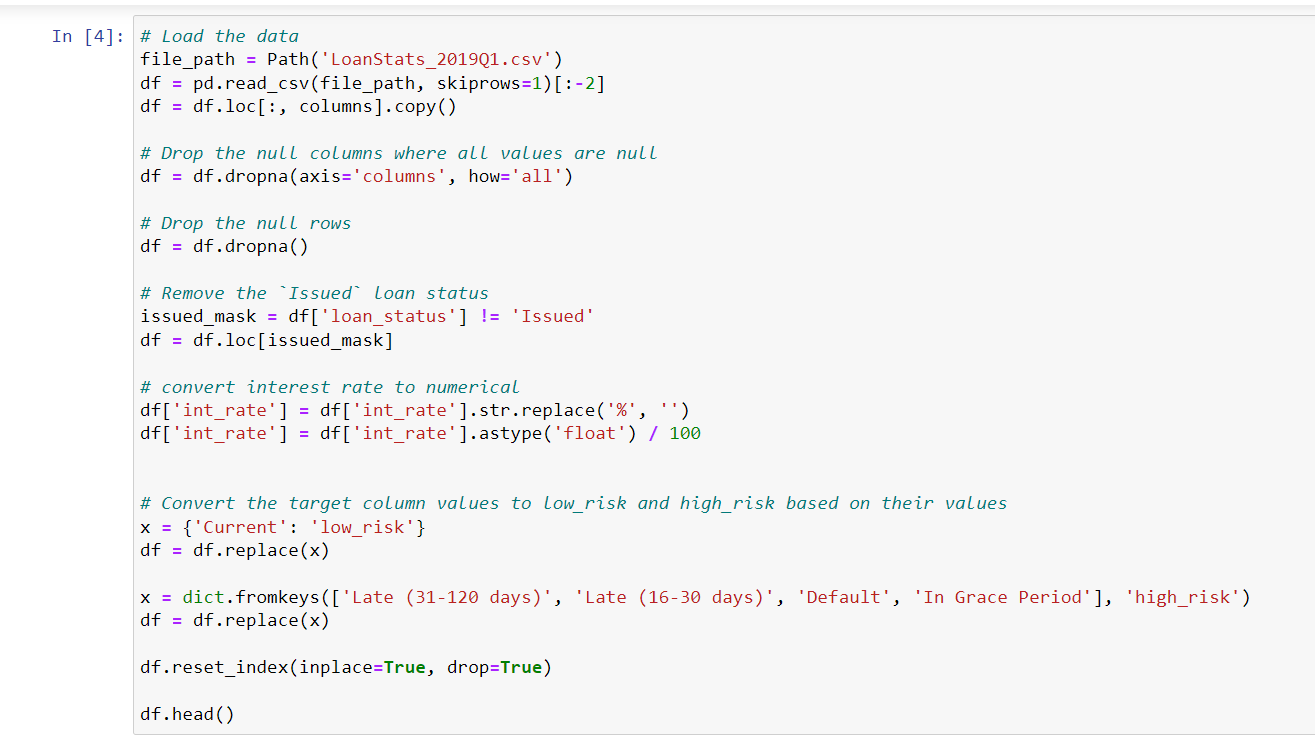 In [4]: # Load the data
file_path = Path('LoanStats_2019Q1.csv')
df = pd.read_csv(file_path, skiprows=1)[:-2]
df = df.loc[:, columns].copy()
# Drop the null columns where all values are null
df = df.dropna(axis='columns', how='all')
# Drop the null rows
df = df.dropna()
# Remove the `Issued` loan status
issued_mask = df['loan_status'] != 'Issued'
df = df.loc[issued_mask]
# convert interest rate to numerical
df['int_rate'] = df['int_rate'].str.replace('%', '')
df['int_rate'] = df['int_rate'].astype('float') / 100
# Convert the target column values to low_risk and high_risk based on their values
x = {'Current': 'low_risk'}
df = df.replace(x)
x = dict.fromkeys(['Late (31-120 days)', 'Late (16-30 days)', 'Default', 'In Grace Period'], 'high_risk')
df = df.replace(x)
df.reset_index(inplace=True, drop=True)
df.head()